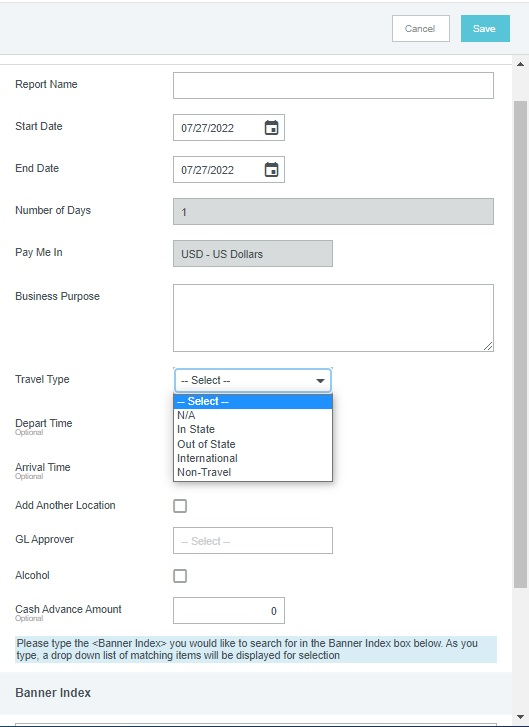 Cancel Save
Report Name
Start Date 07/27/2022
End Date 07/27/2022
Number of Days 1
Pay Me In USD - US Dollars
Business Purpose
Travel Type -- Select --
-- Select --
N/A
In State
Out of State
International
Non-Travel
Depart Time
Optional
Arrival Time
Optional
Add Another Location
GL Approver -- Select --
Alcohol
Cash Advance Amount 0
Optional
Please type the <Banner Index> you would like to search for in the Banner Index box below. As you
type, a drop down list of matching items will be displayed for selection
Banner Index